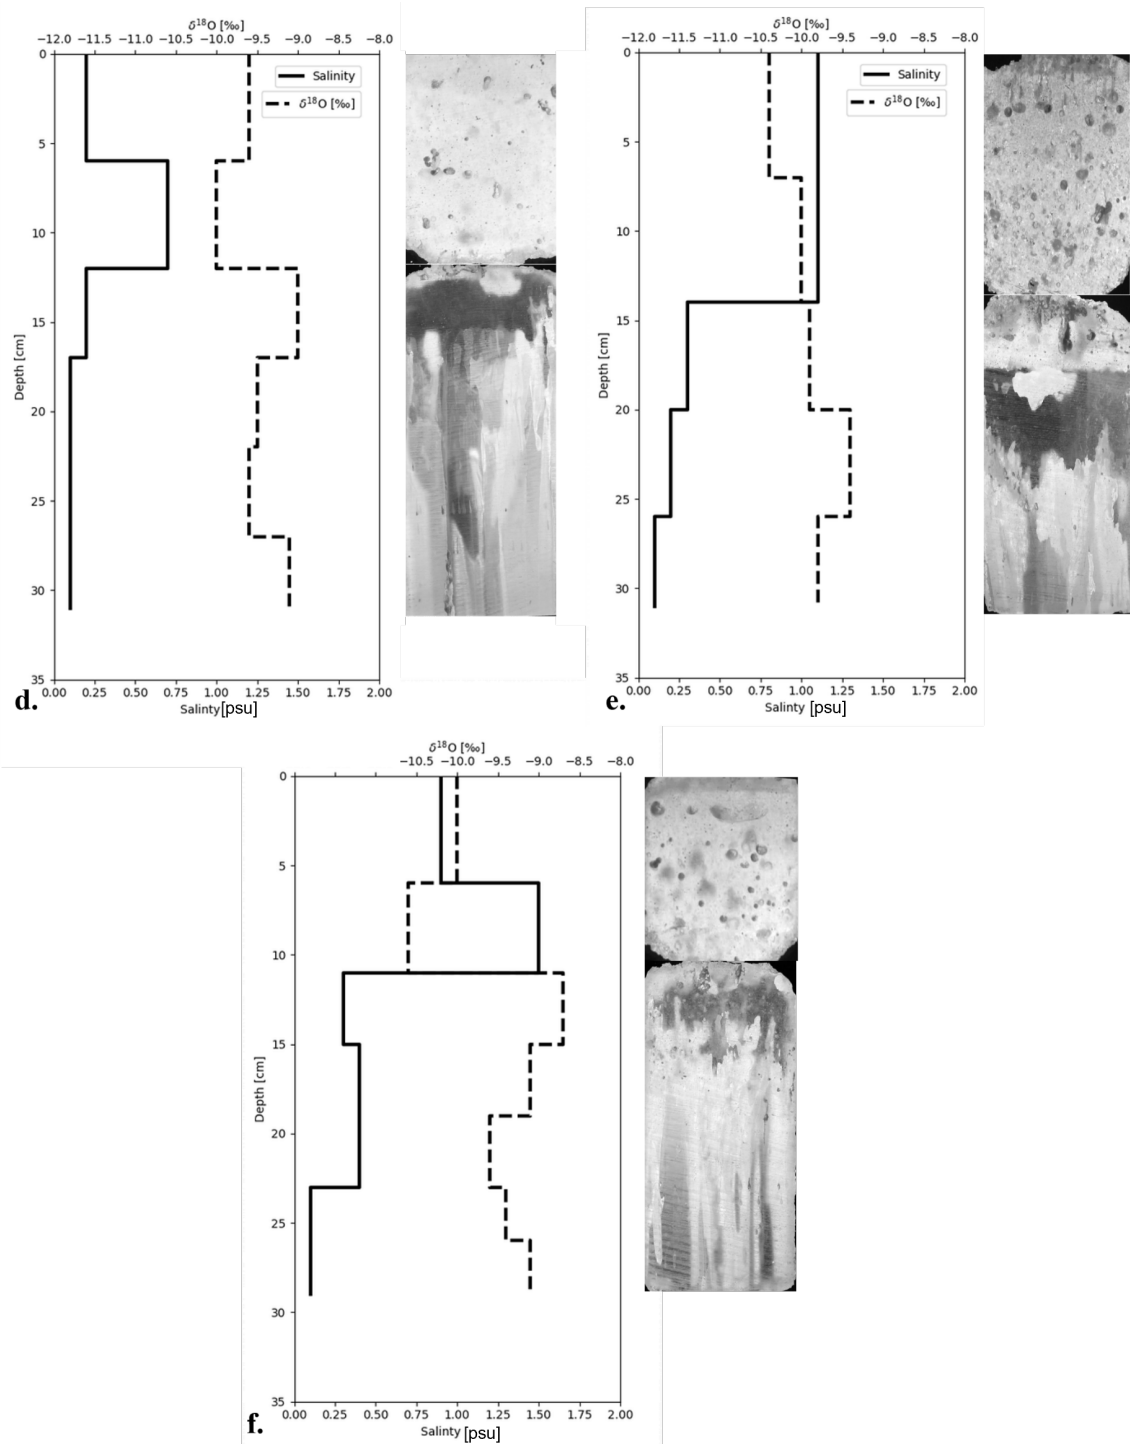 δ¹⁸O [‰]
−12.0 −11.5 −11.0 −10.5 −10.0 −9.5 −9.0 −8.5 −8.0
Salinity
δ¹⁸O [‰]
0
5
10
15
20
25
30
35
Depth [cm]
0.00 0.25 0.50 0.75 1.00 1.25 1.50 1.75 2.00
Salinty[psu]
d.
δ¹⁸O [‰]
−12.0 −11.5 −11.0 −10.5 −10.0 −9.5 −9.0 −8.5 −8.0
Salinity
δ¹⁸O [‰]
0
5
10
15
20
25
30
35
Depth [cm]
0.00 0.25 0.50 0.75 1.00 1.25 1.50 1.75 2.00
Salinty [psu]
e.
δ¹⁸O [‰]
−10.5 −10.0 −9.5 −9.0 −8.5 −8.0
0
5
10
15
20
25
30
35
Depth [cm]
0.00 0.25 0.50 0.75 1.00 1.25 1.50 1.75 2.00
Salinty [psu]
f.